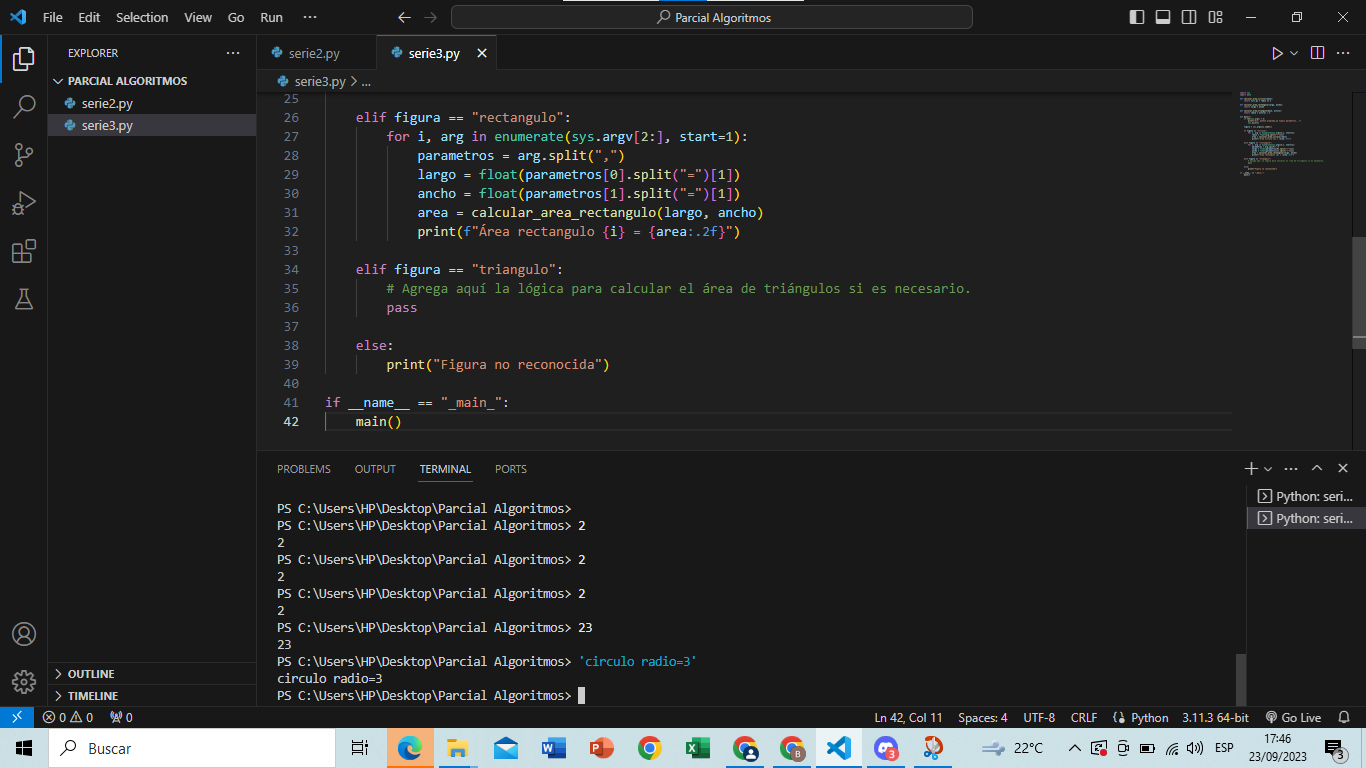 File Edit Selection View Go Run ··· Parcial Algoritmos
EXPLORER ···
PARCIAL ALGORITMOS
serie2.py
serie3.py
OUTLINE
TIMELINE
serie2.py serie3.py
serie3.py > ...
25
26 elif figura == "rectangulo":
27 for i, arg in enumerate(sys.argv[2:], start=1):
28 parametros = arg.split(",")
29 largo = float(parametros[0].split("=")[1])
30 ancho = float(parametros[1].split("=")[1])
31 area = calcular_area_rectangulo(largo, ancho)
32 print(f"Área rectangulo {i} = {area:.2f}")
33
34 elif figura == "triangulo":
35 # Agrega aquí la lógica para calcular el área de triángulos si es necesario.
36 pass
37
38 else:
39 print("Figura no reconocida")
40
41 if __name__ == "_main_":
42 main()
PROBLEMS OUTPUT TERMINAL PORTS
PS C:\Users\HP\Desktop\Parcial Algoritmos>
PS C:\Users\HP\Desktop\Parcial Algoritmos> 2
2
PS C:\Users\HP\Desktop\Parcial Algoritmos> 2
2
PS C:\Users\HP\Desktop\Parcial Algoritmos> 2
2
PS C:\Users\HP\Desktop\Parcial Algoritmos> 23
23
PS C:\Users\HP\Desktop\Parcial Algoritmos> 'circulo radio=3'
circulo radio=3
PS C:\Users\HP\Desktop\Parcial Algoritmos>
Python: seri...
Python: seri...
0 0 0 Ln 42, Col 11 Spaces: 4 UTF-8 CRLF Python 3.11.3 64-bit Go Live
Buscar 22°C ESP 17:46
23/09/2023 3